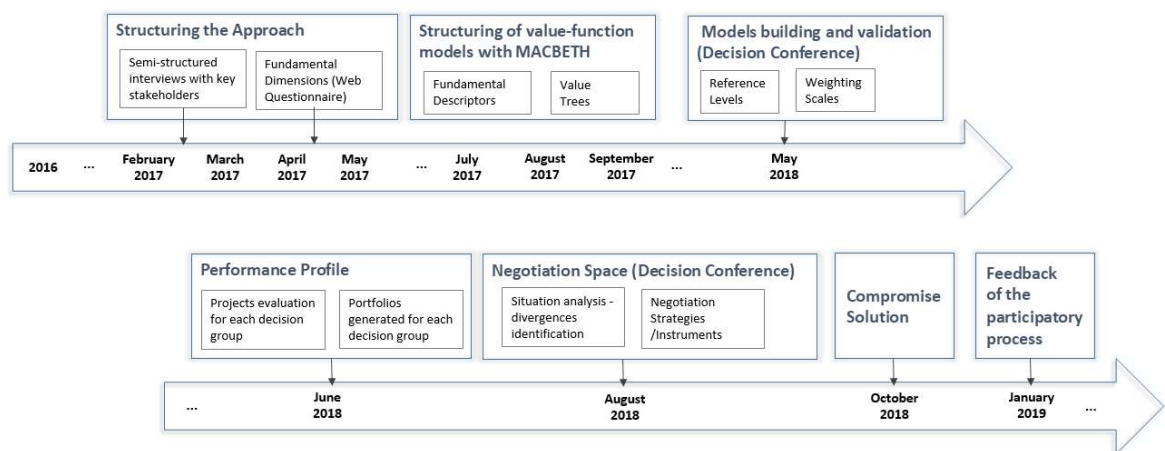 Structuring the Approach
Semi-structured
interviews with key
stakeholders
Fundamental
Dimensions (Web
Questionnaire)
Structuring of value-function
models with MACBETH
Fundamental
Descriptors
Value
Trees
Models building and validation
(Decision Conference)
Reference
Levels
Weighting
Scales
2016
...
February
2017
March
2017
April
2017
May
2017
...
July
2017
August
2017
September
2017
...
May
2018
Performance Profile
Projects evaluation
for each decision
group
Portfolios
generated for each
decision group
Negotiation Space (Decision Conference)
Situation analysis -
divergences
identification
Negotiation
Strategies
/Instruments
Compromise
Solution
Feedback
of the
participatory
process
...
June
2018
August
2018
October
2018
January
2019
...